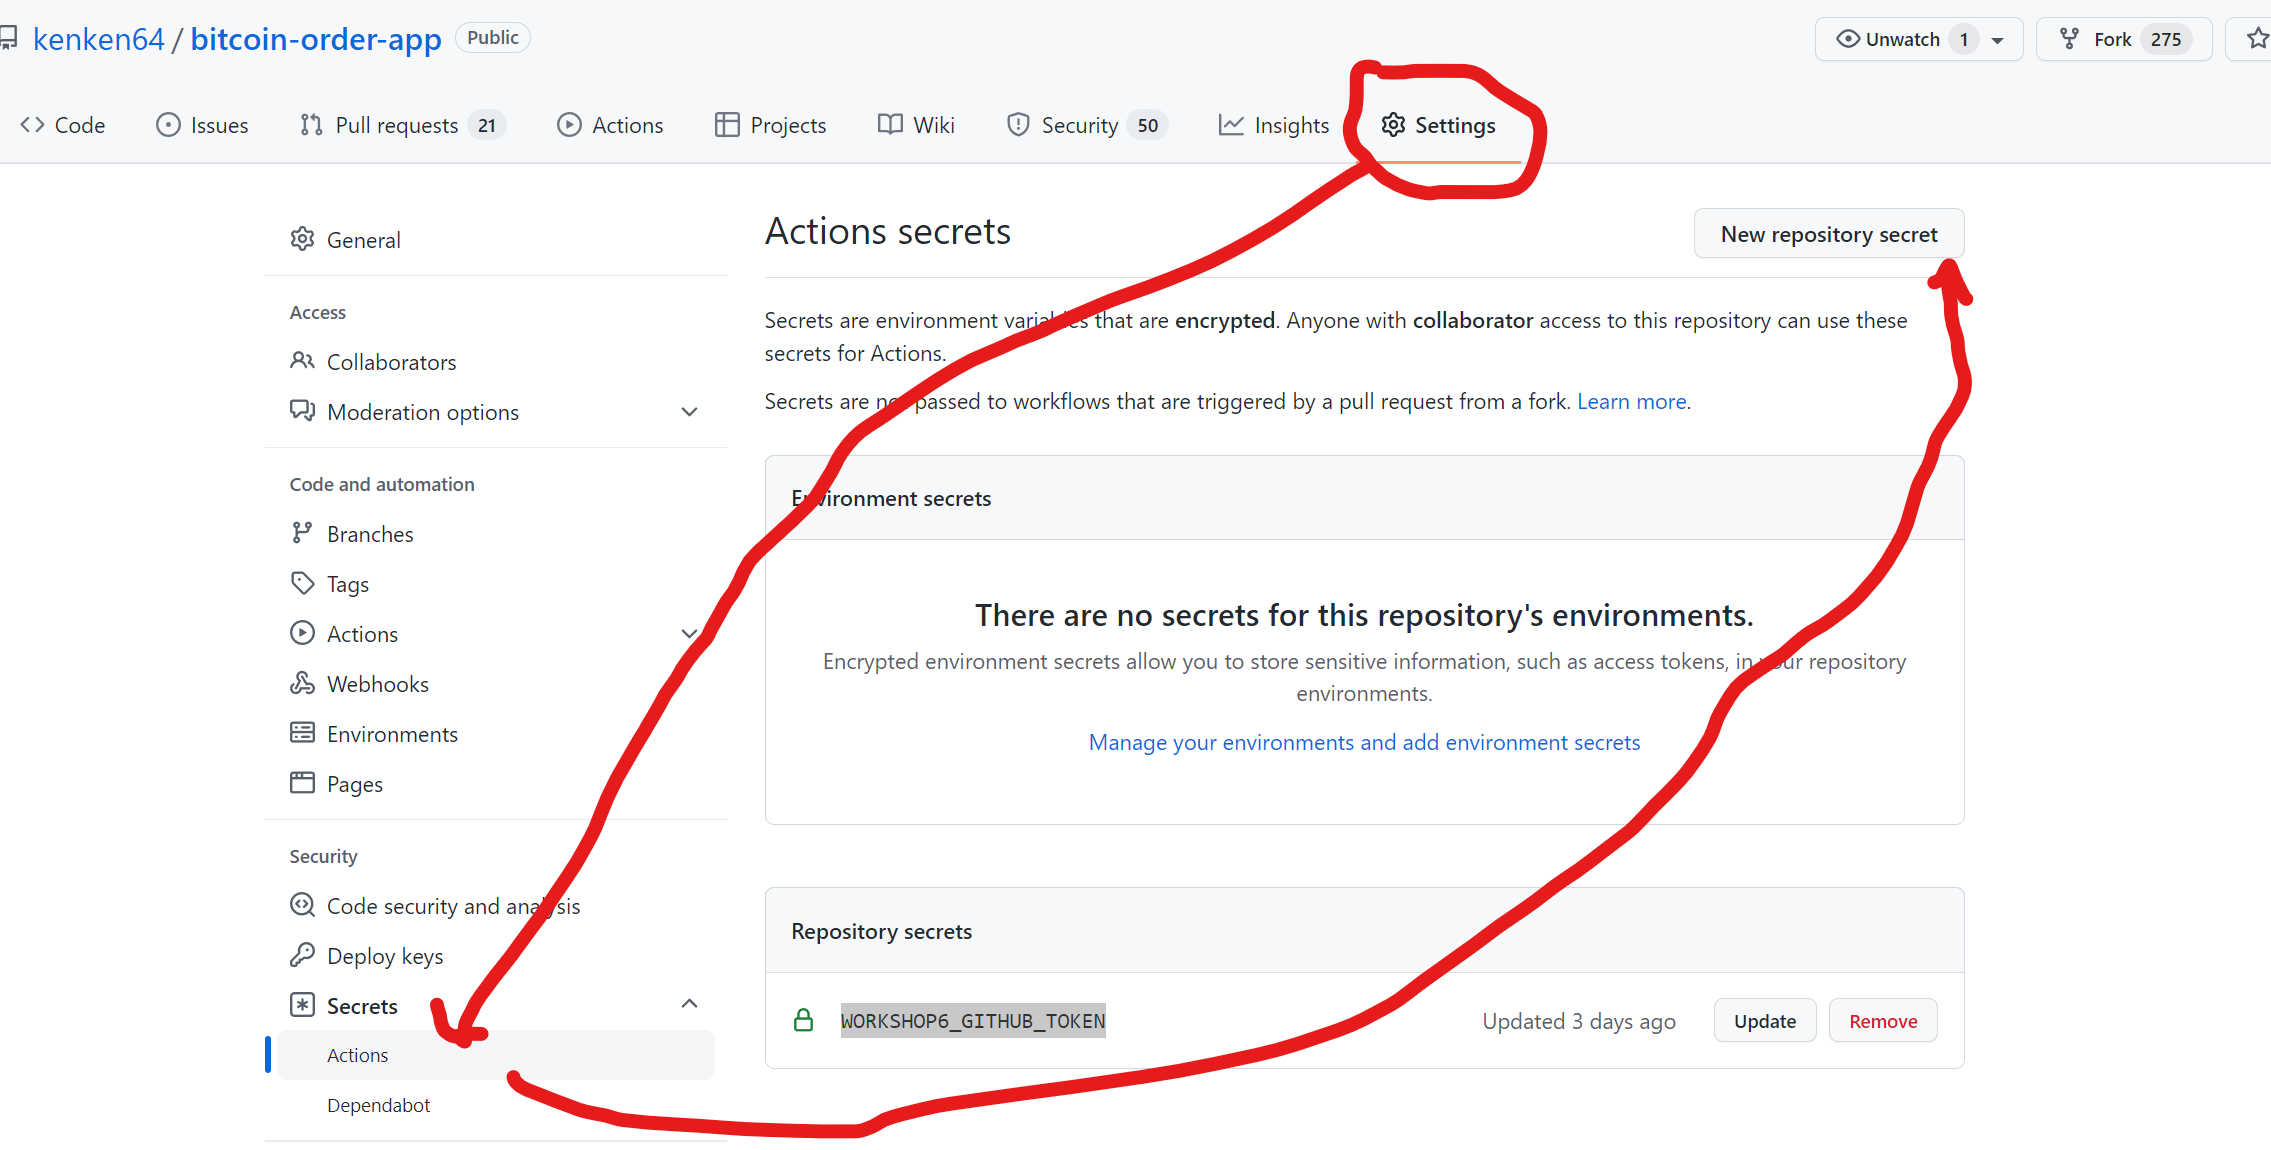 kenken64 / bitcoin-order-app Public
Unwatch 1
Fork 275
Code
Issues
Pull requests 21
Actions
Projects
Wiki
Security 50
Insights
Settings
General
Access
Collaborators
Moderation options
Code and automation
Branches
Tags
Actions
Webhooks
Environments
Pages
Security
Code security and analysis
Deploy keys
Secrets
Actions
Dependabot
Actions secrets
New repository secret
Secrets are environment variables that are encrypted. Anyone with collaborator access to this repository can use these
secrets for Actions.
Secrets are not passed to workflows that are triggered by a pull request from a fork. Learn more.
Environment secrets
There are no secrets for this repository's environments.
Encrypted environment secrets allow you to store sensitive information, such as access tokens, in your repository
environments.
Manage your environments and add environment secrets
Repository secrets
WORKSHOP6_GITHUB_TOKEN
Updated 3 days ago
Update
Remove